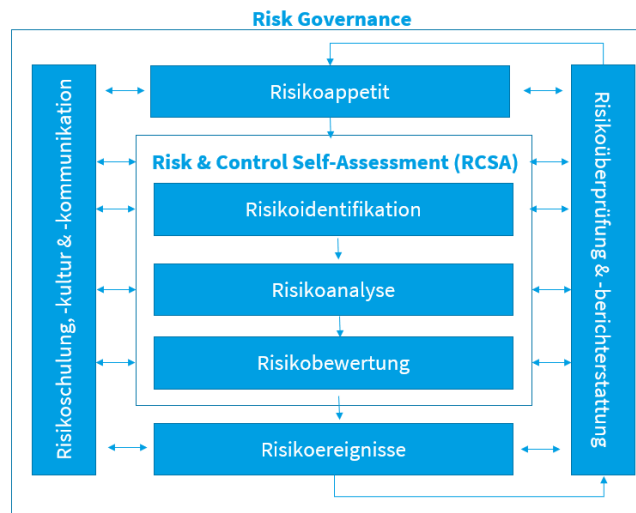 Risk Governance
Risikoschulung, -kultur & -kommunikation
Risikoappetit
Risk & Control Self-Assessment (RCSA)
Risikoidentifikation
Risikoanalyse
Risikobewertung
Risikoereignisse
Risikoüberprüfung & -berichterstattung